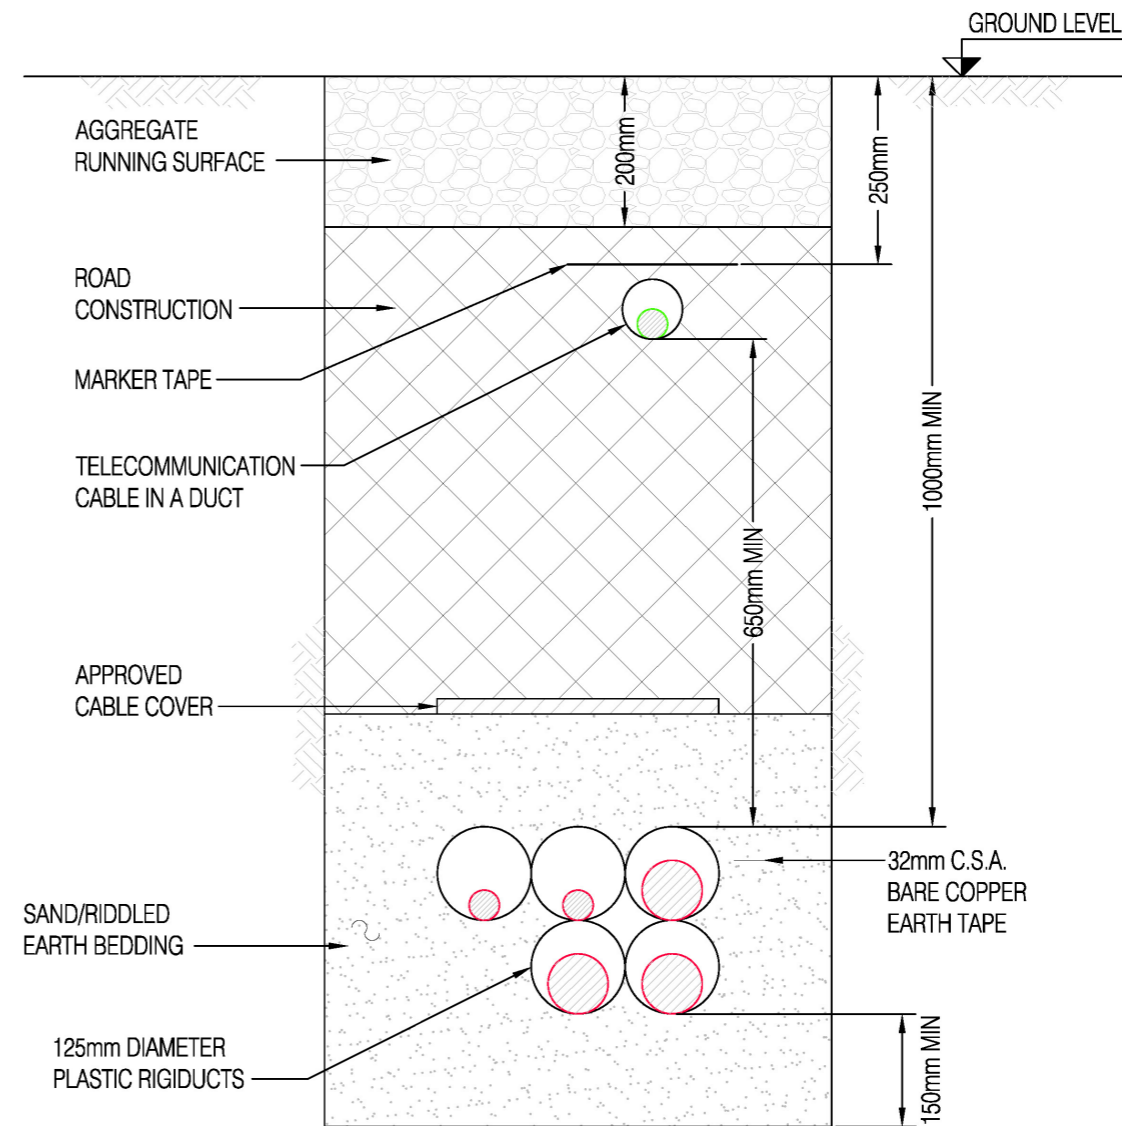 GROUND LEVEL
AGGREGATE
RUNNING SURFACE
200mm
250mm
ROAD
CONSTRUCTION
MARKER TAPE
TELECOMMUNICATION
CABLE IN A DUCT
1000mm MIN
650mm MIN
APPROVED
CABLE COVER
32mm C.S.A.
BARE COPPER
EARTH TAPE
SAND/RIDDLED
EARTH BEDDING
125mm DIAMETER
PLASTIC RIGIDUCTS
150mm MIN